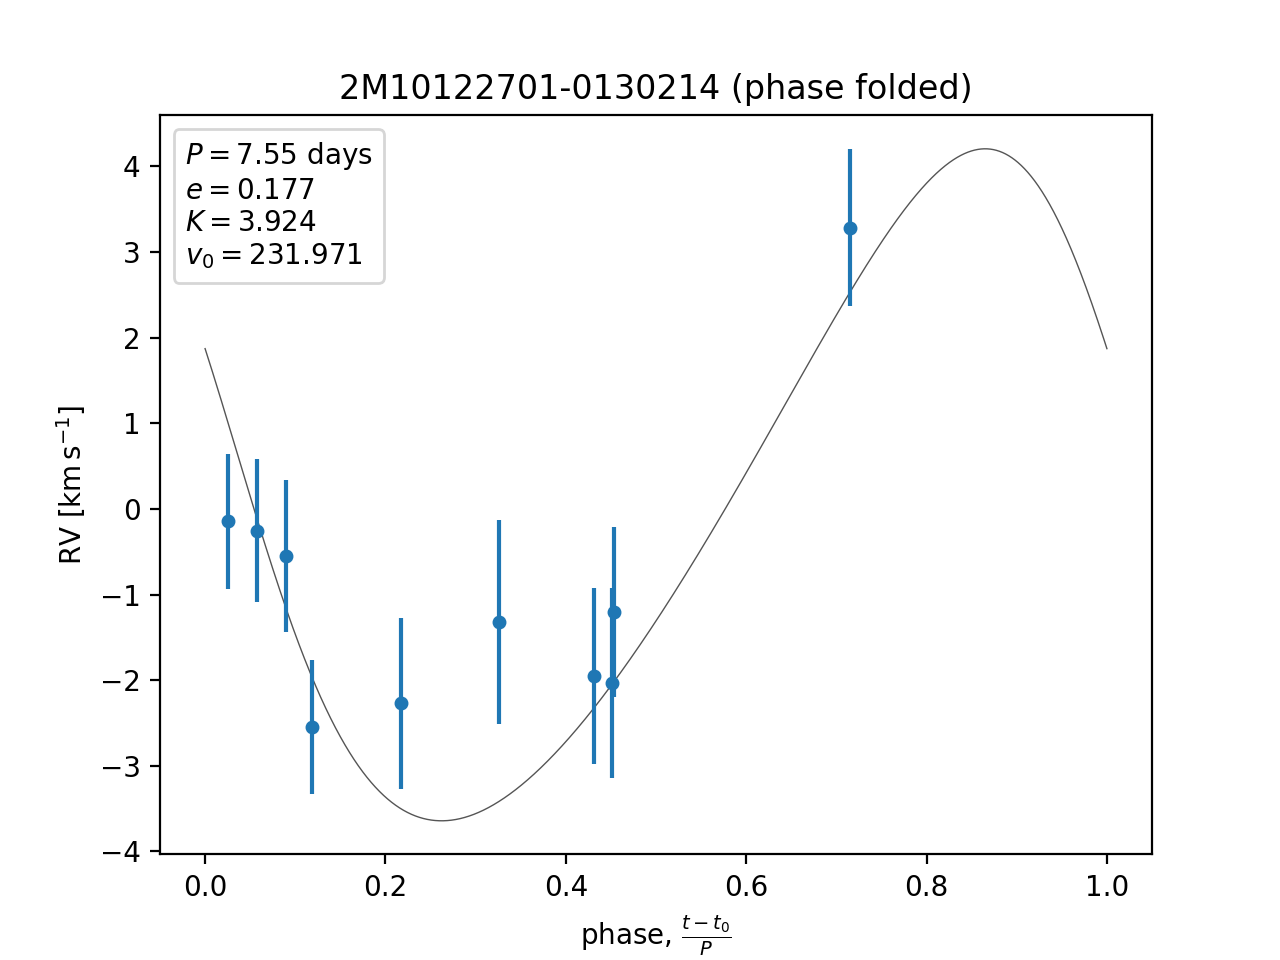 2M10122701-0130214 (phase folded)
P = 7.55 days
e = 0.177
K = 3.924
v₀ = 231.971
4
3
2
1
0
−1
−2
−3
−4
RV [km s⁻¹]
0.0 0.2 0.4 0.6 0.8 1.0
phase, (t − t₀)/P